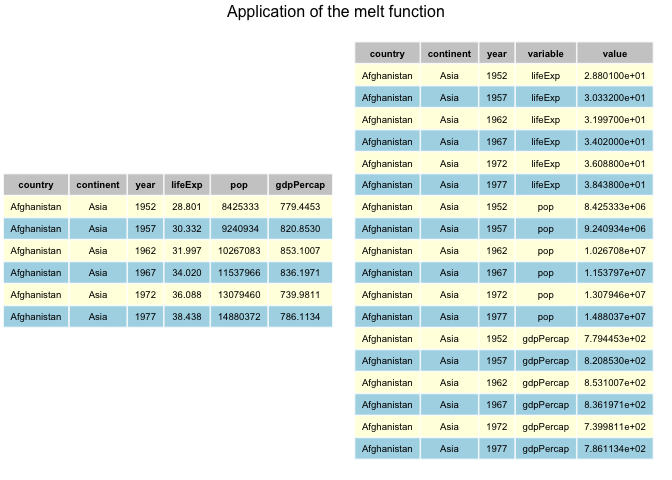 Application of the melt function
country continent year lifeExp pop gdpPercap
Afghanistan Asia 1952 28.801 8425333 779.4453
Afghanistan Asia 1957 30.332 9240934 820.8530
Afghanistan Asia 1962 31.997 10267083 853.1007
Afghanistan Asia 1967 34.020 11537966 836.1971
Afghanistan Asia 1972 36.088 13079460 739.9811
Afghanistan Asia 1977 38.438 14880372 786.1134
country continent year variable value
Afghanistan Asia 1952 lifeExp 2.880100e+01
Afghanistan Asia 1957 lifeExp 3.033200e+01
Afghanistan Asia 1962 lifeExp 3.199700e+01
Afghanistan Asia 1967 lifeExp 3.402000e+01
Afghanistan Asia 1972 lifeExp 3.608800e+01
Afghanistan Asia 1977 lifeExp 3.843800e+01
Afghanistan Asia 1952 pop 8.425333e+06
Afghanistan Asia 1957 pop 9.240934e+06
Afghanistan Asia 1962 pop 1.026708e+07
Afghanistan Asia 1967 pop 1.153797e+07
Afghanistan Asia 1972 pop 1.307946e+07
Afghanistan Asia 1977 pop 1.488037e+07
Afghanistan Asia 1952 gdpPercap 7.794453e+02
Afghanistan Asia 1957 gdpPercap 8.208530e+02
Afghanistan Asia 1962 gdpPercap 8.531007e+02
Afghanistan Asia 1967 gdpPercap 8.361971e+02
Afghanistan Asia 1972 gdpPercap 7.399811e+02
Afghanistan Asia 1977 gdpPercap 7.861134e+02